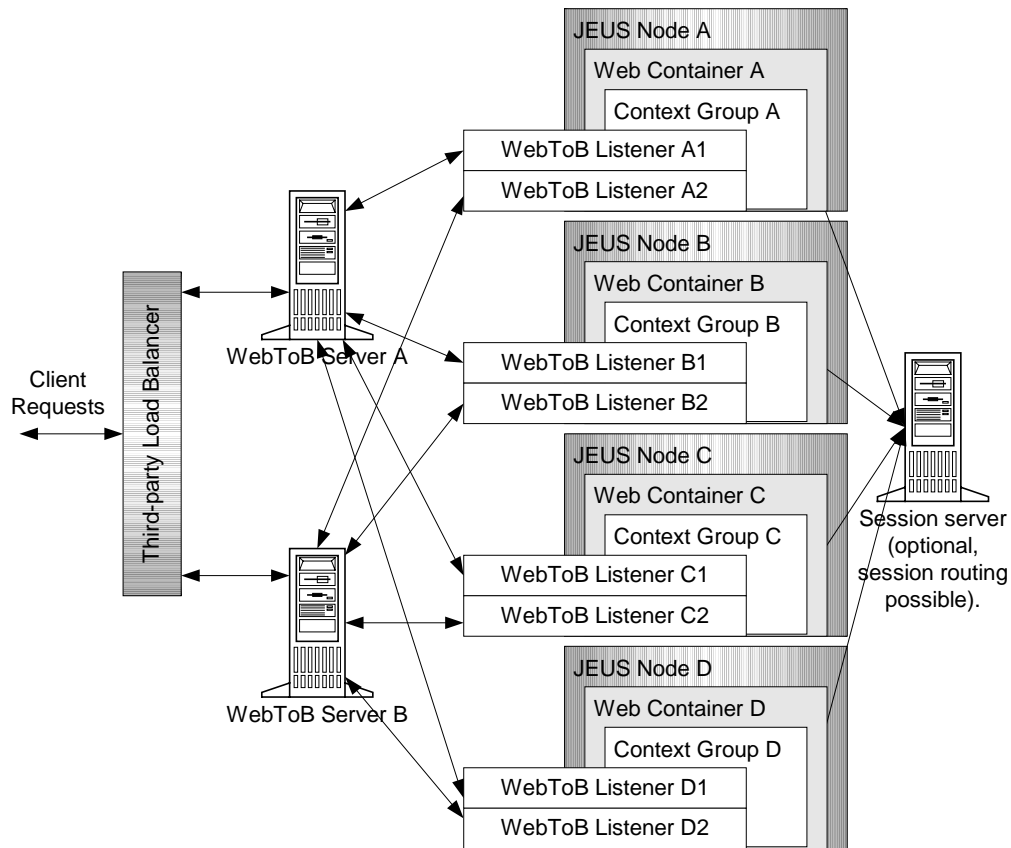 JEUS Node A
Web Container A
Context Group A
WebToB Listener A1
WebToB Listener A2
JEUS Node B
Web Container B
Context Group B
WebToB Listener B1
WebToB Listener B2
JEUS Node C
Web Container C
Context Group C
WebToB Listener C1
WebToB Listener C2
JEUS Node D
Web Container D
Context Group D
WebToB Listener D1
WebToB Listener D2
WebToB Server A
WebToB Server B
Third-party Load Balancer
Client
Requests
Session server
(optional,
session routing
possible).